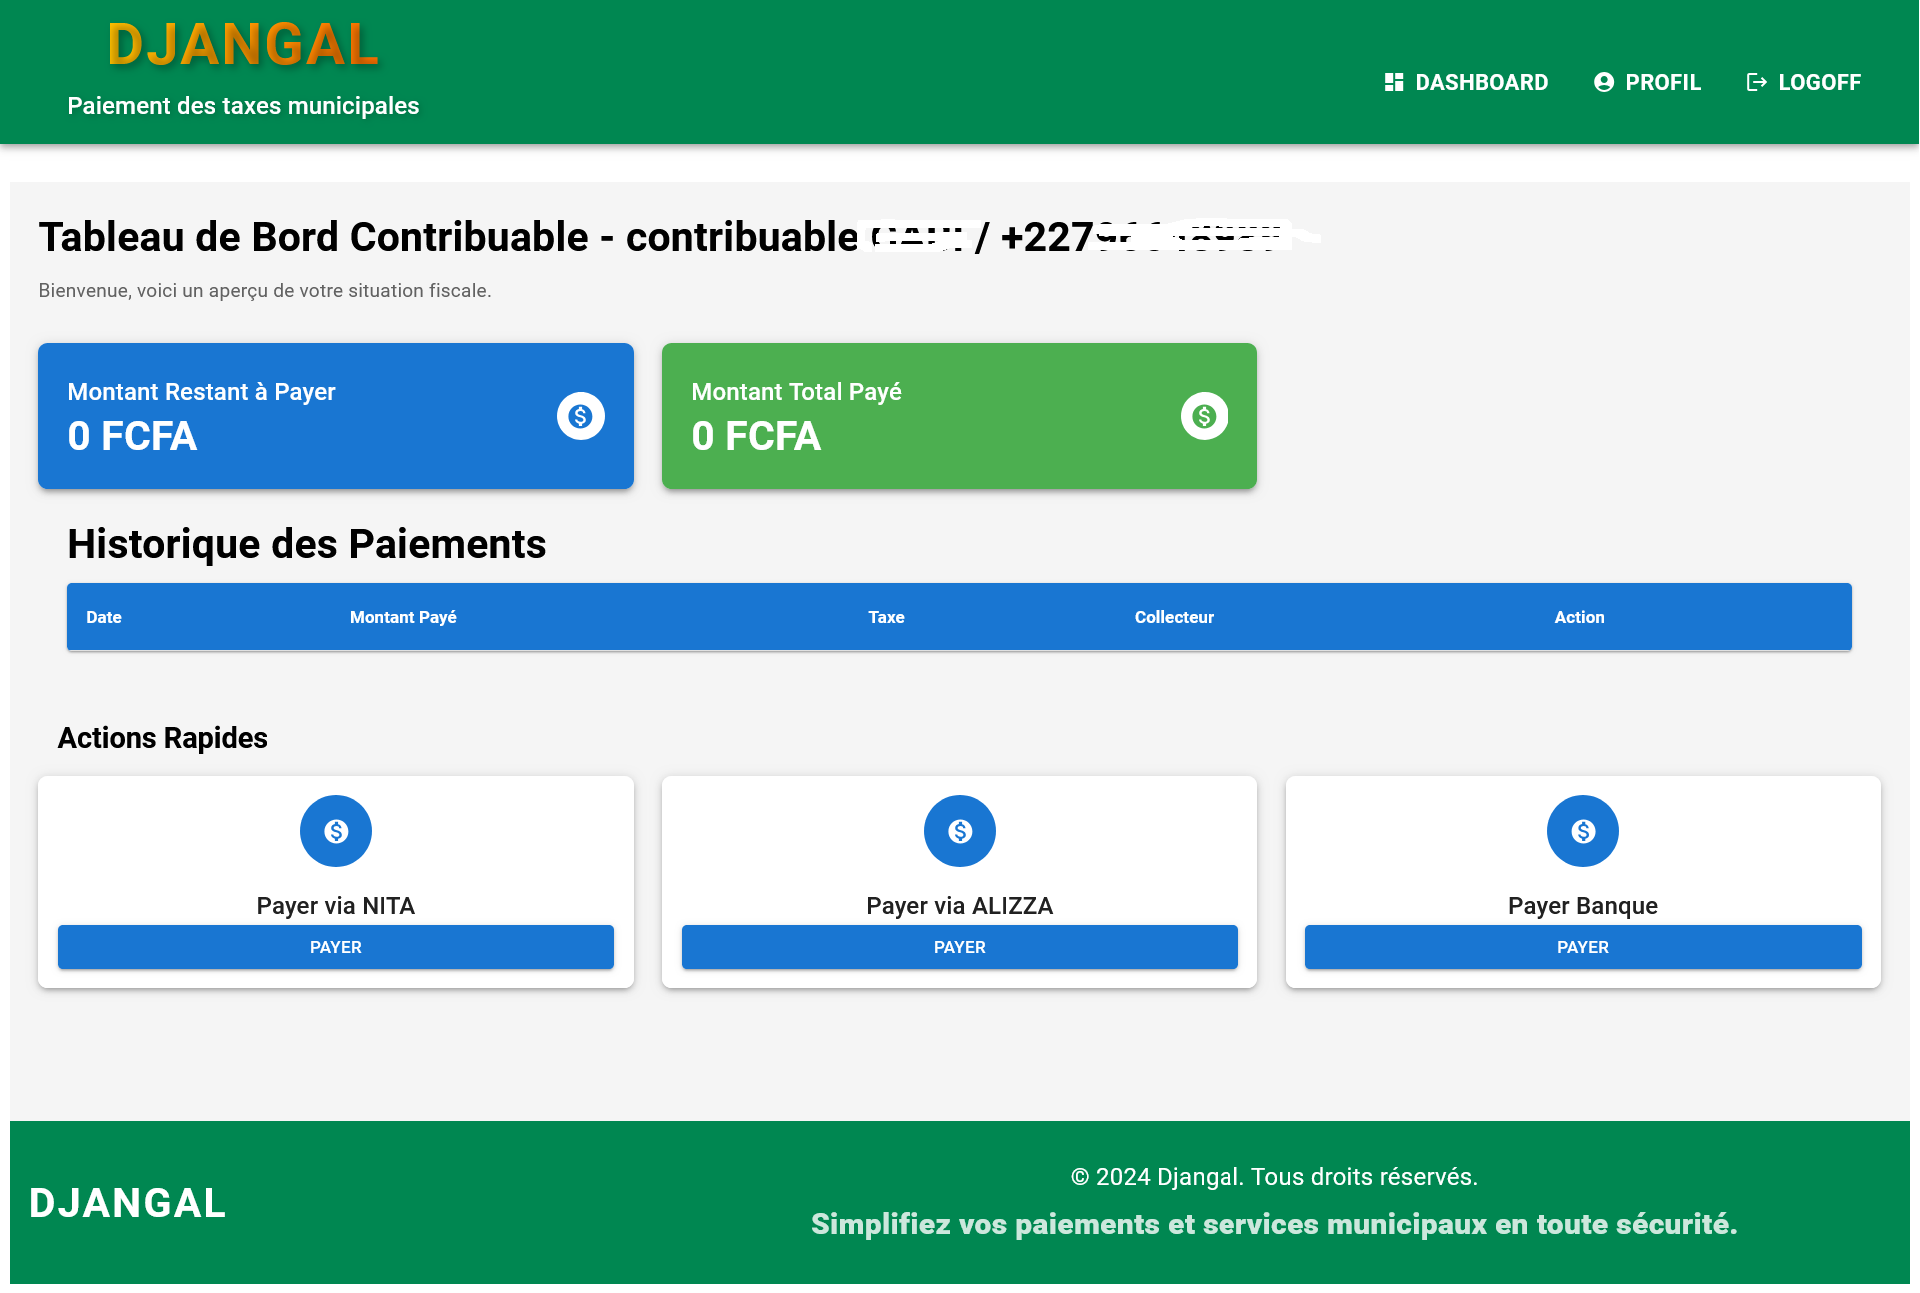 DJANGAL
Paiement des taxes municipales
DASHBOARD PROFIL LOGOFF
Tableau de Bord Contribuable - contribuable / +227
Bienvenue, voici un aperçu de votre situation fiscale.
Montant Restant à Payer
0 FCFA
Montant Total Payé
0 FCFA
Historique des Paiements
Date Montant Payé Taxe Collecteur Action
Actions Rapides
Payer via NITA
PAYER
Payer via ALIZZA
PAYER
Payer Banque
PAYER
DJANGAL
© 2024 Djangal. Tous droits réservés.
Simplifiez vos paiements et services municipaux en toute sécurité.